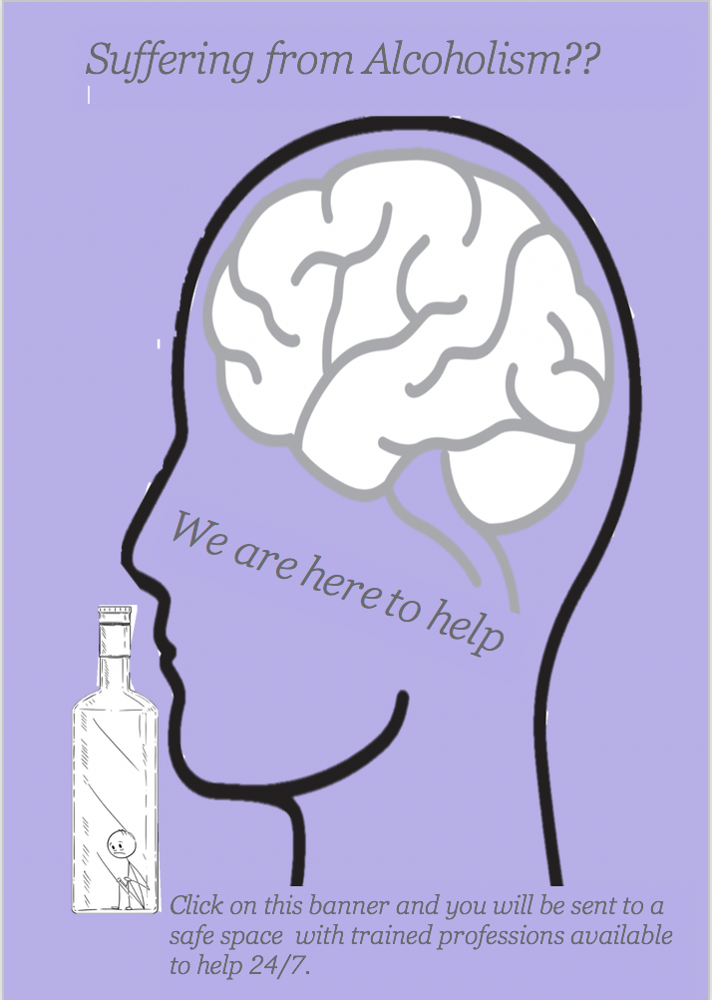 Suffering from Alcoholism??
We are here to help
Click on this banner and you will be sent to a
safe space  with trained professions available
to help 24/7.